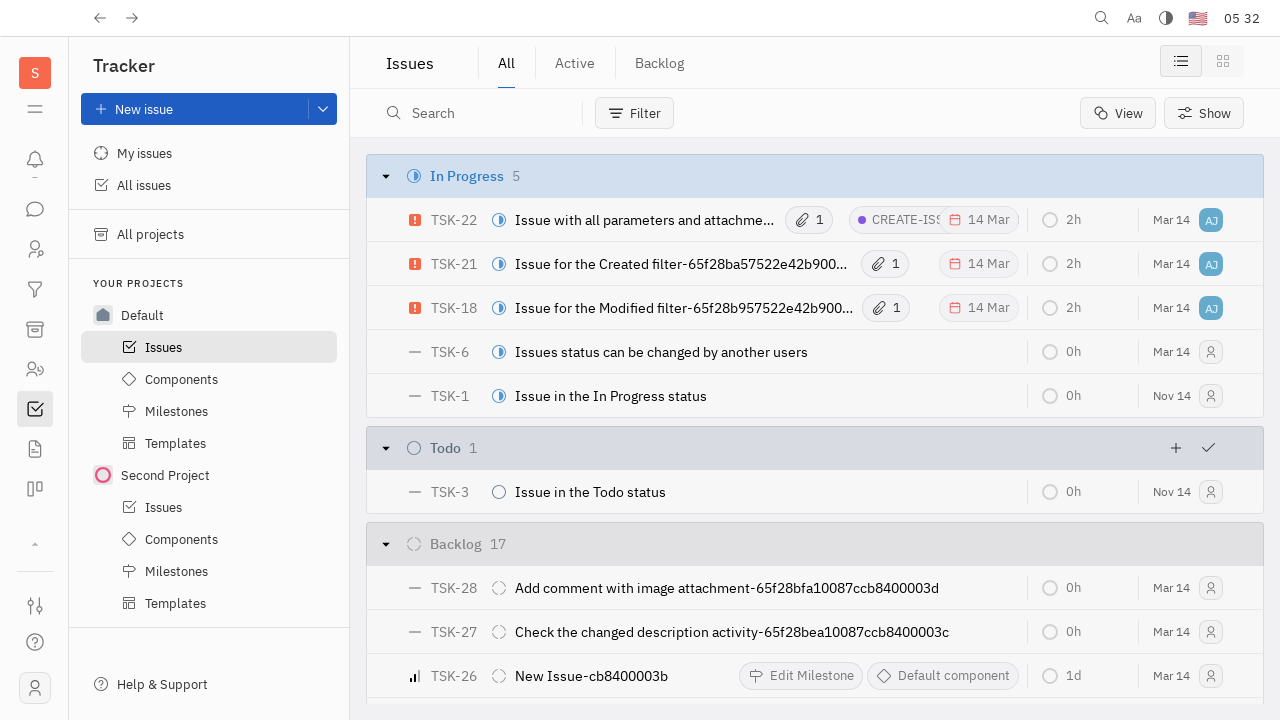 Aa 05 32
S
Tracker
New issue
My issues
All issues
All projects
YOUR PROJECTS
Default
Issues
Components
Milestones
Templates
Second Project
Issues
Components
Milestones
Templates
Help & Support
Issues All Active Backlog
Search Filter View Show
In Progress 5
TSK-22 Issue with all parameters and attachme... 1 CREATE-ISS 14 Mar 2h Mar 14 AJ
TSK-21 Issue for the Created filter-65f28ba57522e42b900... 1 14 Mar 2h Mar 14 AJ
TSK-18 Issue for the Modified filter-65f28b957522e42b900... 1 14 Mar 2h Mar 14 AJ
TSK-6 Issues status can be changed by another users 0h Mar 14
TSK-1 Issue in the In Progress status 0h Nov 14
Todo 1
TSK-3 Issue in the Todo status 0h Nov 14
Backlog 17
TSK-28 Add comment with image attachment-65f28bfa10087ccb8400003d 0h Mar 14
TSK-27 Check the changed description activity-65f28bea10087ccb8400003c 0h Mar 14
TSK-26 New Issue-cb8400003b Edit Milestone Default component 1d Mar 14